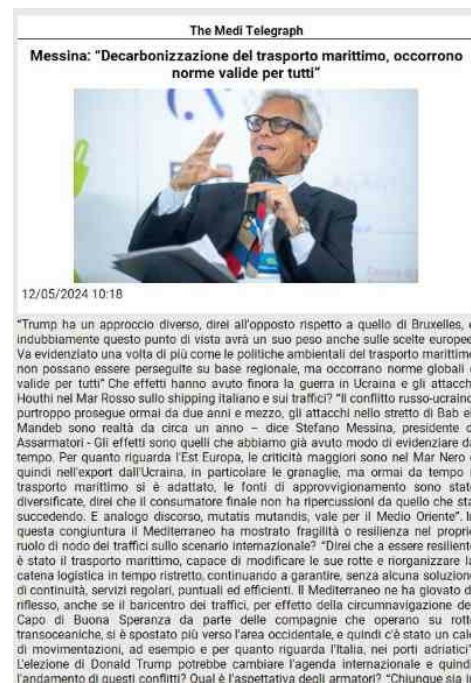 The Medi Telegraph
Messina: “Decarbonizzazione del trasporto marittimo, occorrono
norme valide per tutti”
12/05/2024 10:18
“Trump ha un approccio diverso, direi all'opposto rispetto a quello di Bruxelles, e
indubbiamente questo punto di vista avrà un suo peso anche sulle scelte europee.
Va evidenziato una volta di più come le politiche ambientali del trasporto marittimo
non possano essere perseguite su base regionale, ma occorrono norme globali e
valide per tutti” Che effetti hanno avuto finora la guerra in Ucraina e gli attacchi
Houthi nel Mar Rosso sullo shipping italiano e sui traffici? “Il conflitto russo-ucraino
purtroppo prosegue ormai da due anni e mezzo, gli attacchi nello stretto di Bab el
Mandeb sono realtà da circa un anno – dice Stefano Messina, presidente di
Assarmatori - Gli effetti sono quelli che abbiamo già avuto modo di evidenziare da
tempo. Per quanto riguarda l'Est Europa, le criticità maggiori sono nel Mar Nero e
quindi nell'export dall'Ucraina, in particolare le granaglie, ma ormai da tempo il
trasporto marittimo si è adattato, le fonti di approvvigionamento sono state
diversificate, direi che il consumatore finale non ha ripercussioni da quello che sta
succedendo. E analogo discorso, mutatis mutandis, vale per il Medio Oriente”. In
questa congiuntura il Mediterraneo ha mostrato fragilità o resilienza nel proprio
ruolo di nodo dei traffici sullo scenario internazionale? “Direi che a essere resiliente
è stato il trasporto marittimo, capace di modificare le sue rotte e riorganizzare la
catena logistica in tempo ristretto, continuando a garantire, senza alcuna soluzione
di continuità, servizi regolari, puntuali ed efficienti. Il Mediterraneo ne ha giovato di
riflesso, anche se il baricentro dei traffici, per effetto della circumnavigazione del
Capo di Buona Speranza da parte delle compagnie che operano su rotte
transoceaniche, si è spostato più verso l'area occidentale, e quindi c'è stato un calo
di movimentazioni, ad esempio e per quanto riguarda l'Italia, nei porti adriatici”.
L'elezione di Donald Trump potrebbe cambiare l'agenda internazionale e quindi
l'andamento di questi conflitti? Qual è l'aspettativa degli armatori? “Chiunque sia il